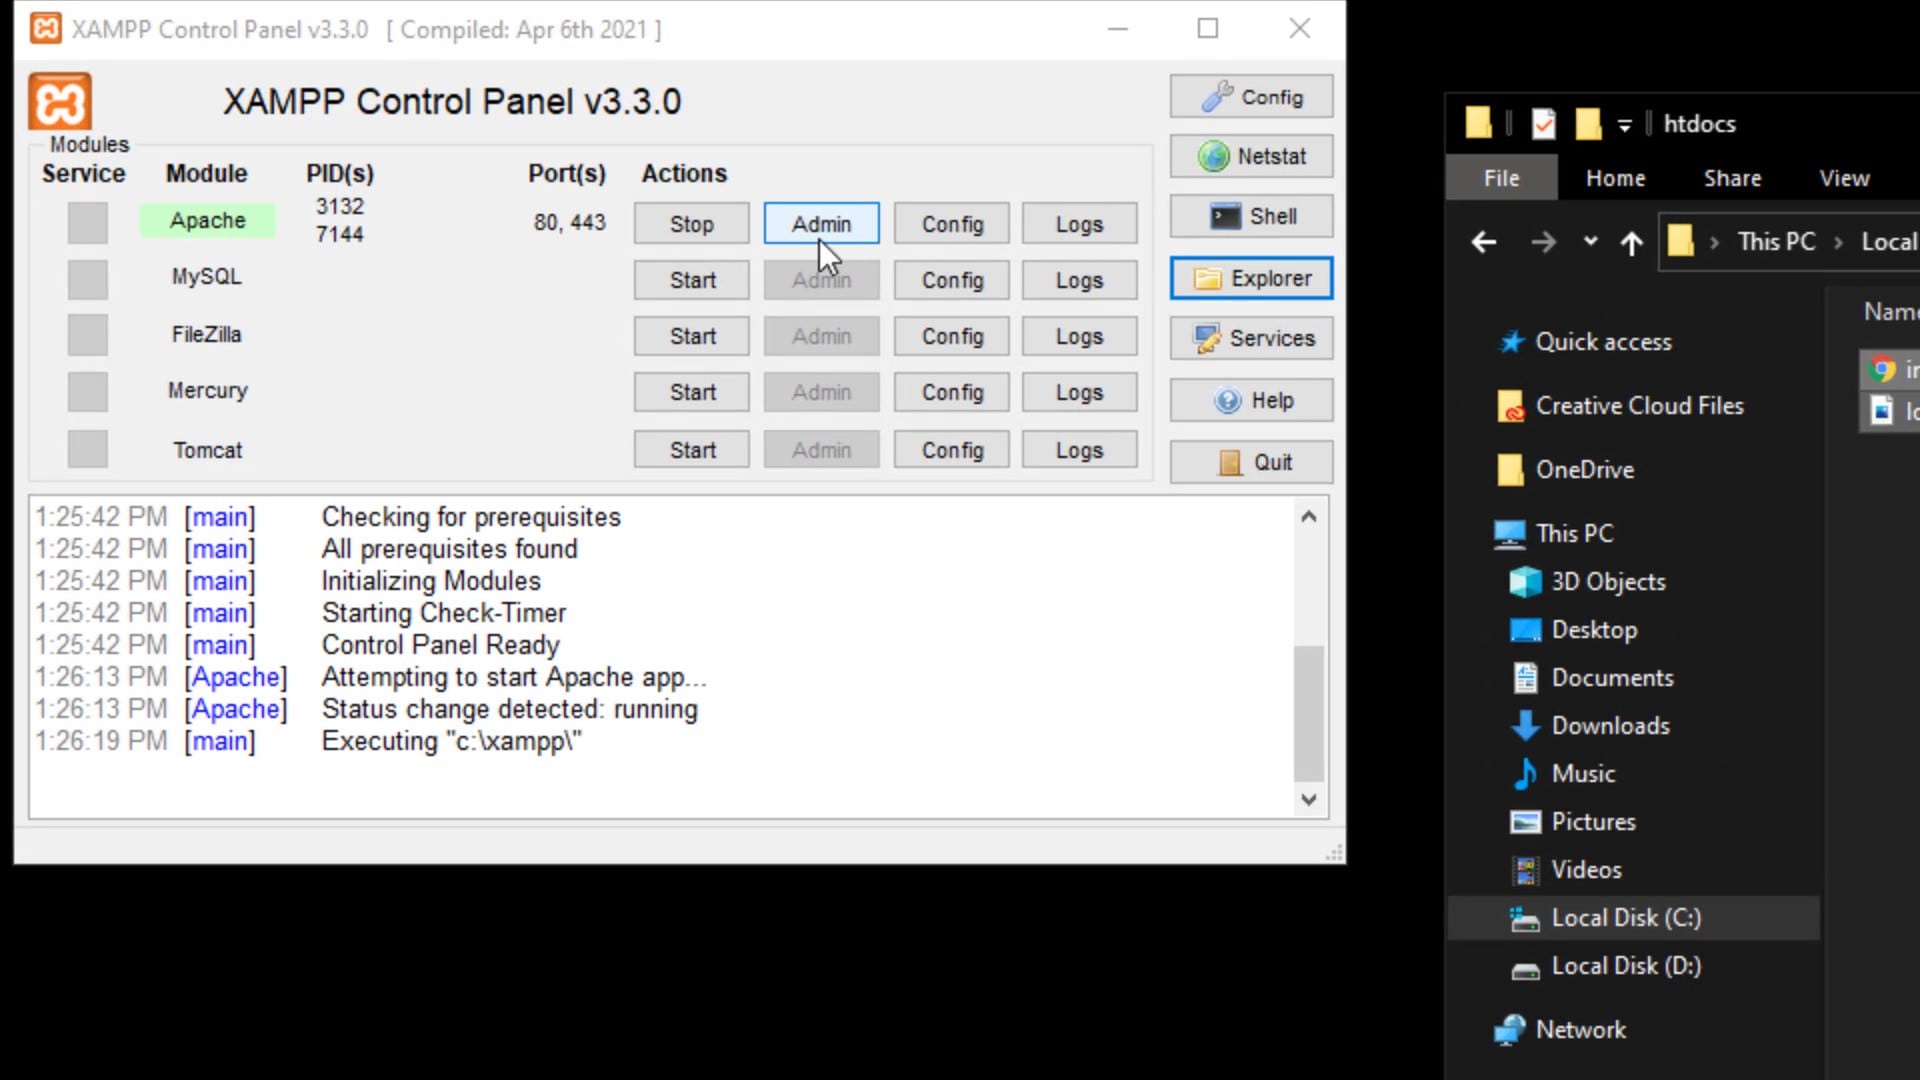 XAMPP Control Panel v3.3.0 [ Compiled: Apr 6th 2021 ]
XAMPP Control Panel v3.3.0
Config
Modules
Service Module PID(s) Port(s) Actions
Netstat
Apache 3132 7144 80, 443 Stop Admin Config Logs
Shell
MySQL Start Admin Config Logs
Explorer
FileZilla Start Admin Config Logs
Services
Mercury Start Admin Config Logs
Help
Tomcat Start Admin Config Logs
Quit
1:25:42 PM [main] Checking for prerequisites
1:25:42 PM [main] All prerequisites found
1:25:42 PM [main] Initializing Modules
1:25:42 PM [main] Starting Check-Timer
1:25:42 PM [main] Control Panel Ready
1:26:13 PM [Apache] Attempting to start Apache app...
1:26:13 PM [Apache] Status change detected: running
1:26:19 PM [main] Executing "c:\xampp\"
htdocs
File Home Share View
This PC Local
Quick access
Creative Cloud Files
OneDrive
This PC
3D Objects
Desktop
Documents
Downloads
Music
Pictures
Videos
Local Disk (C:)
Local Disk (D:)
Network
Name